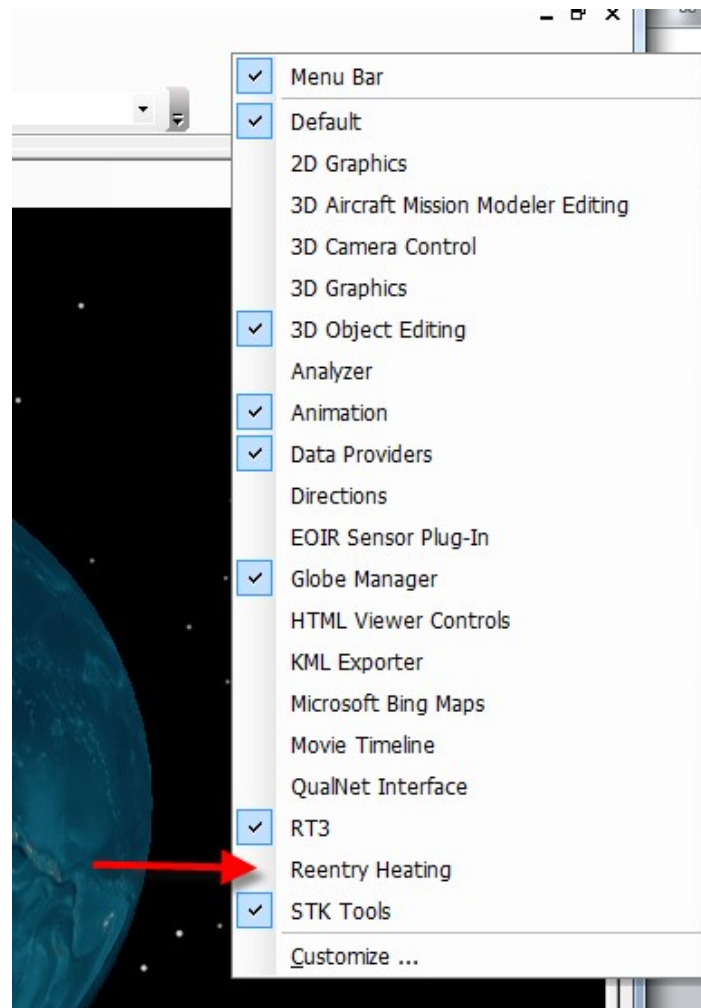 Menu Bar
Default
2D Graphics
3D Aircraft Mission Modeler Editing
3D Camera Control
3D Graphics
3D Object Editing
Analyzer
Animation
Data Providers
Directions
EOIR Sensor Plug-In
Globe Manager
HTML Viewer Controls
KML Exporter
Microsoft Bing Maps
Movie Timeline
QualNet Interface
RT3
Reentry Heating
STK Tools
Customize ...